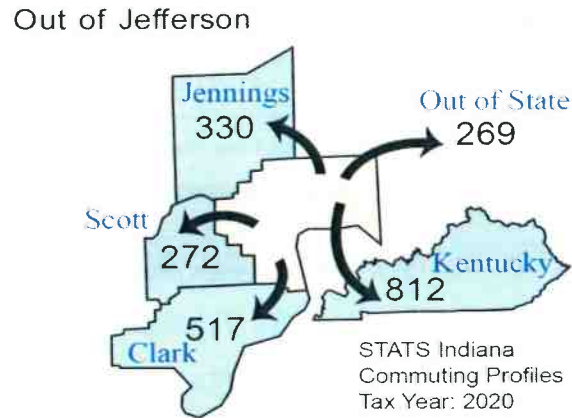 Out of Jefferson
Jennings
330
Out of State
269
Scott
272
Kentucky
812
517
Clark
STATS Indiana
Commuting Profiles
Tax Year: 2020